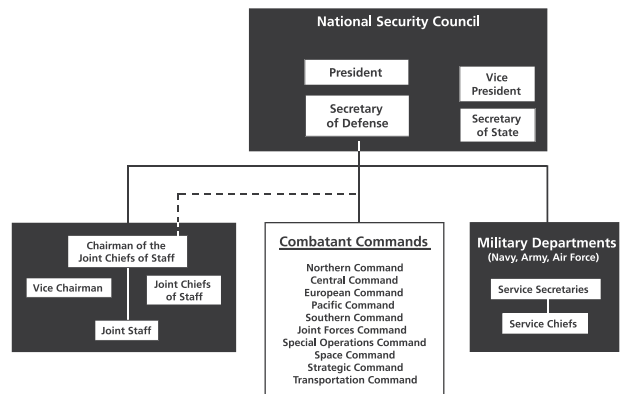 National Security Council
President
Secretary
of Defense
Vice
President
Secretary
of State
Chairman of the
Joint Chiefs of Staff
Vice Chairman
Joint Chiefs
of Staff
Joint Staff
Combatant Commands
Northern Command
Central Command
European Command
Pacific Command
Southern Command
Joint Forces Command
Special Operations Command
Space Command
Strategic Command
Transportation Command
Military Departments
(Navy, Army, Air Force)
Service Secretaries
Service Chiefs